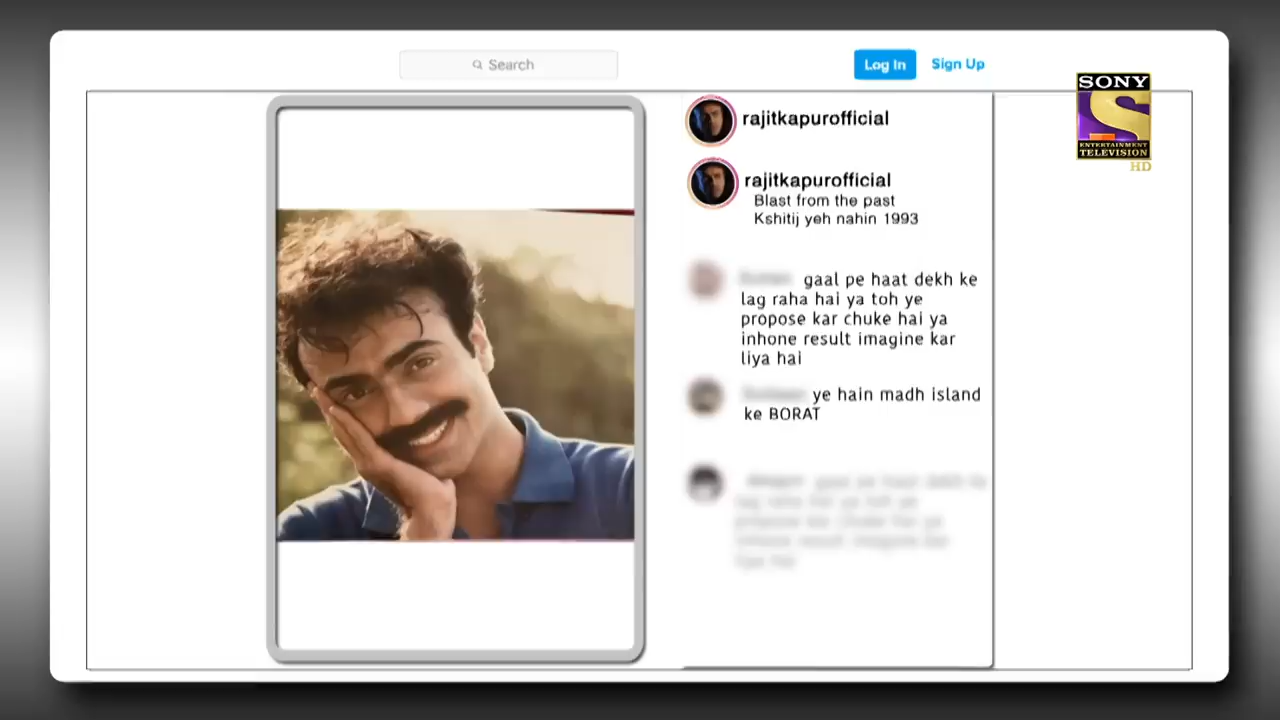 Search
Log In
Sign Up
SONY
S
ENTERTAINMENT
TELEVISION
HD
rajitkapurofficial
rajitkapurofficial
Blast from the past
Kshitij yeh nahin 1993
gaal pe haat dekh ke
lag raha hai ya toh ye
propose kar chuke hai ya
inhone result imagine kar
liya hai
ye hain madh island
ke BORAT